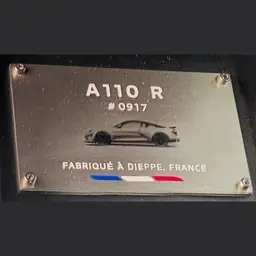 A110 R
# 0917
FABRIQUÉ À DIEPPE, FRANCE